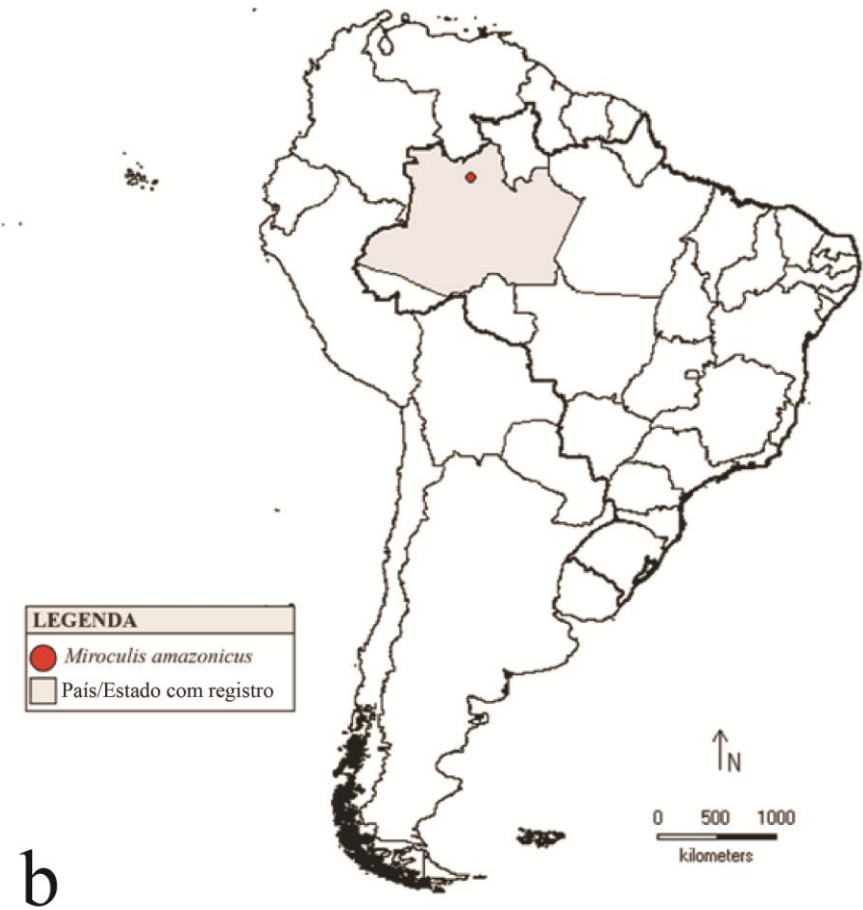 LEGENDA
Miroculis amazonicus
País/Estado com registro
N
0 500 1000
kilometers
b